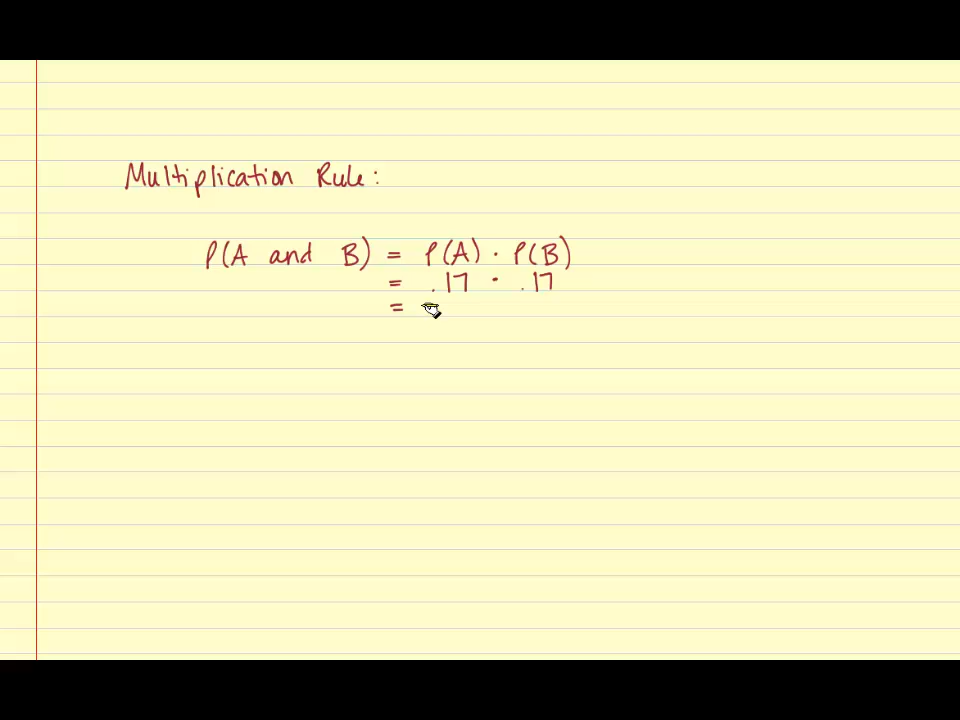 Multiplication Rule:
P(A and B) = P(A) · P(B)
= .17 · .17
=